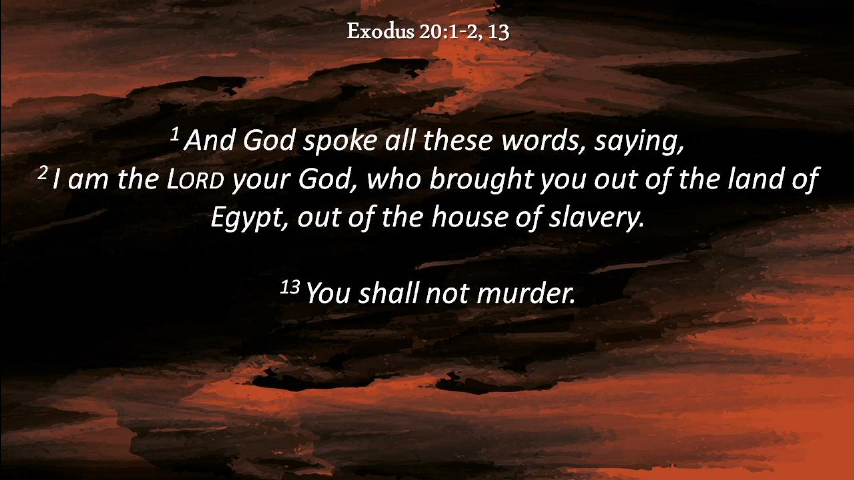 Exodus 20:1-2, 13
1 And God spoke all these words, saying,
2 I am the LORD your God, who brought you out of the land of
Egypt, out of the house of slavery.
13 You shall not murder.